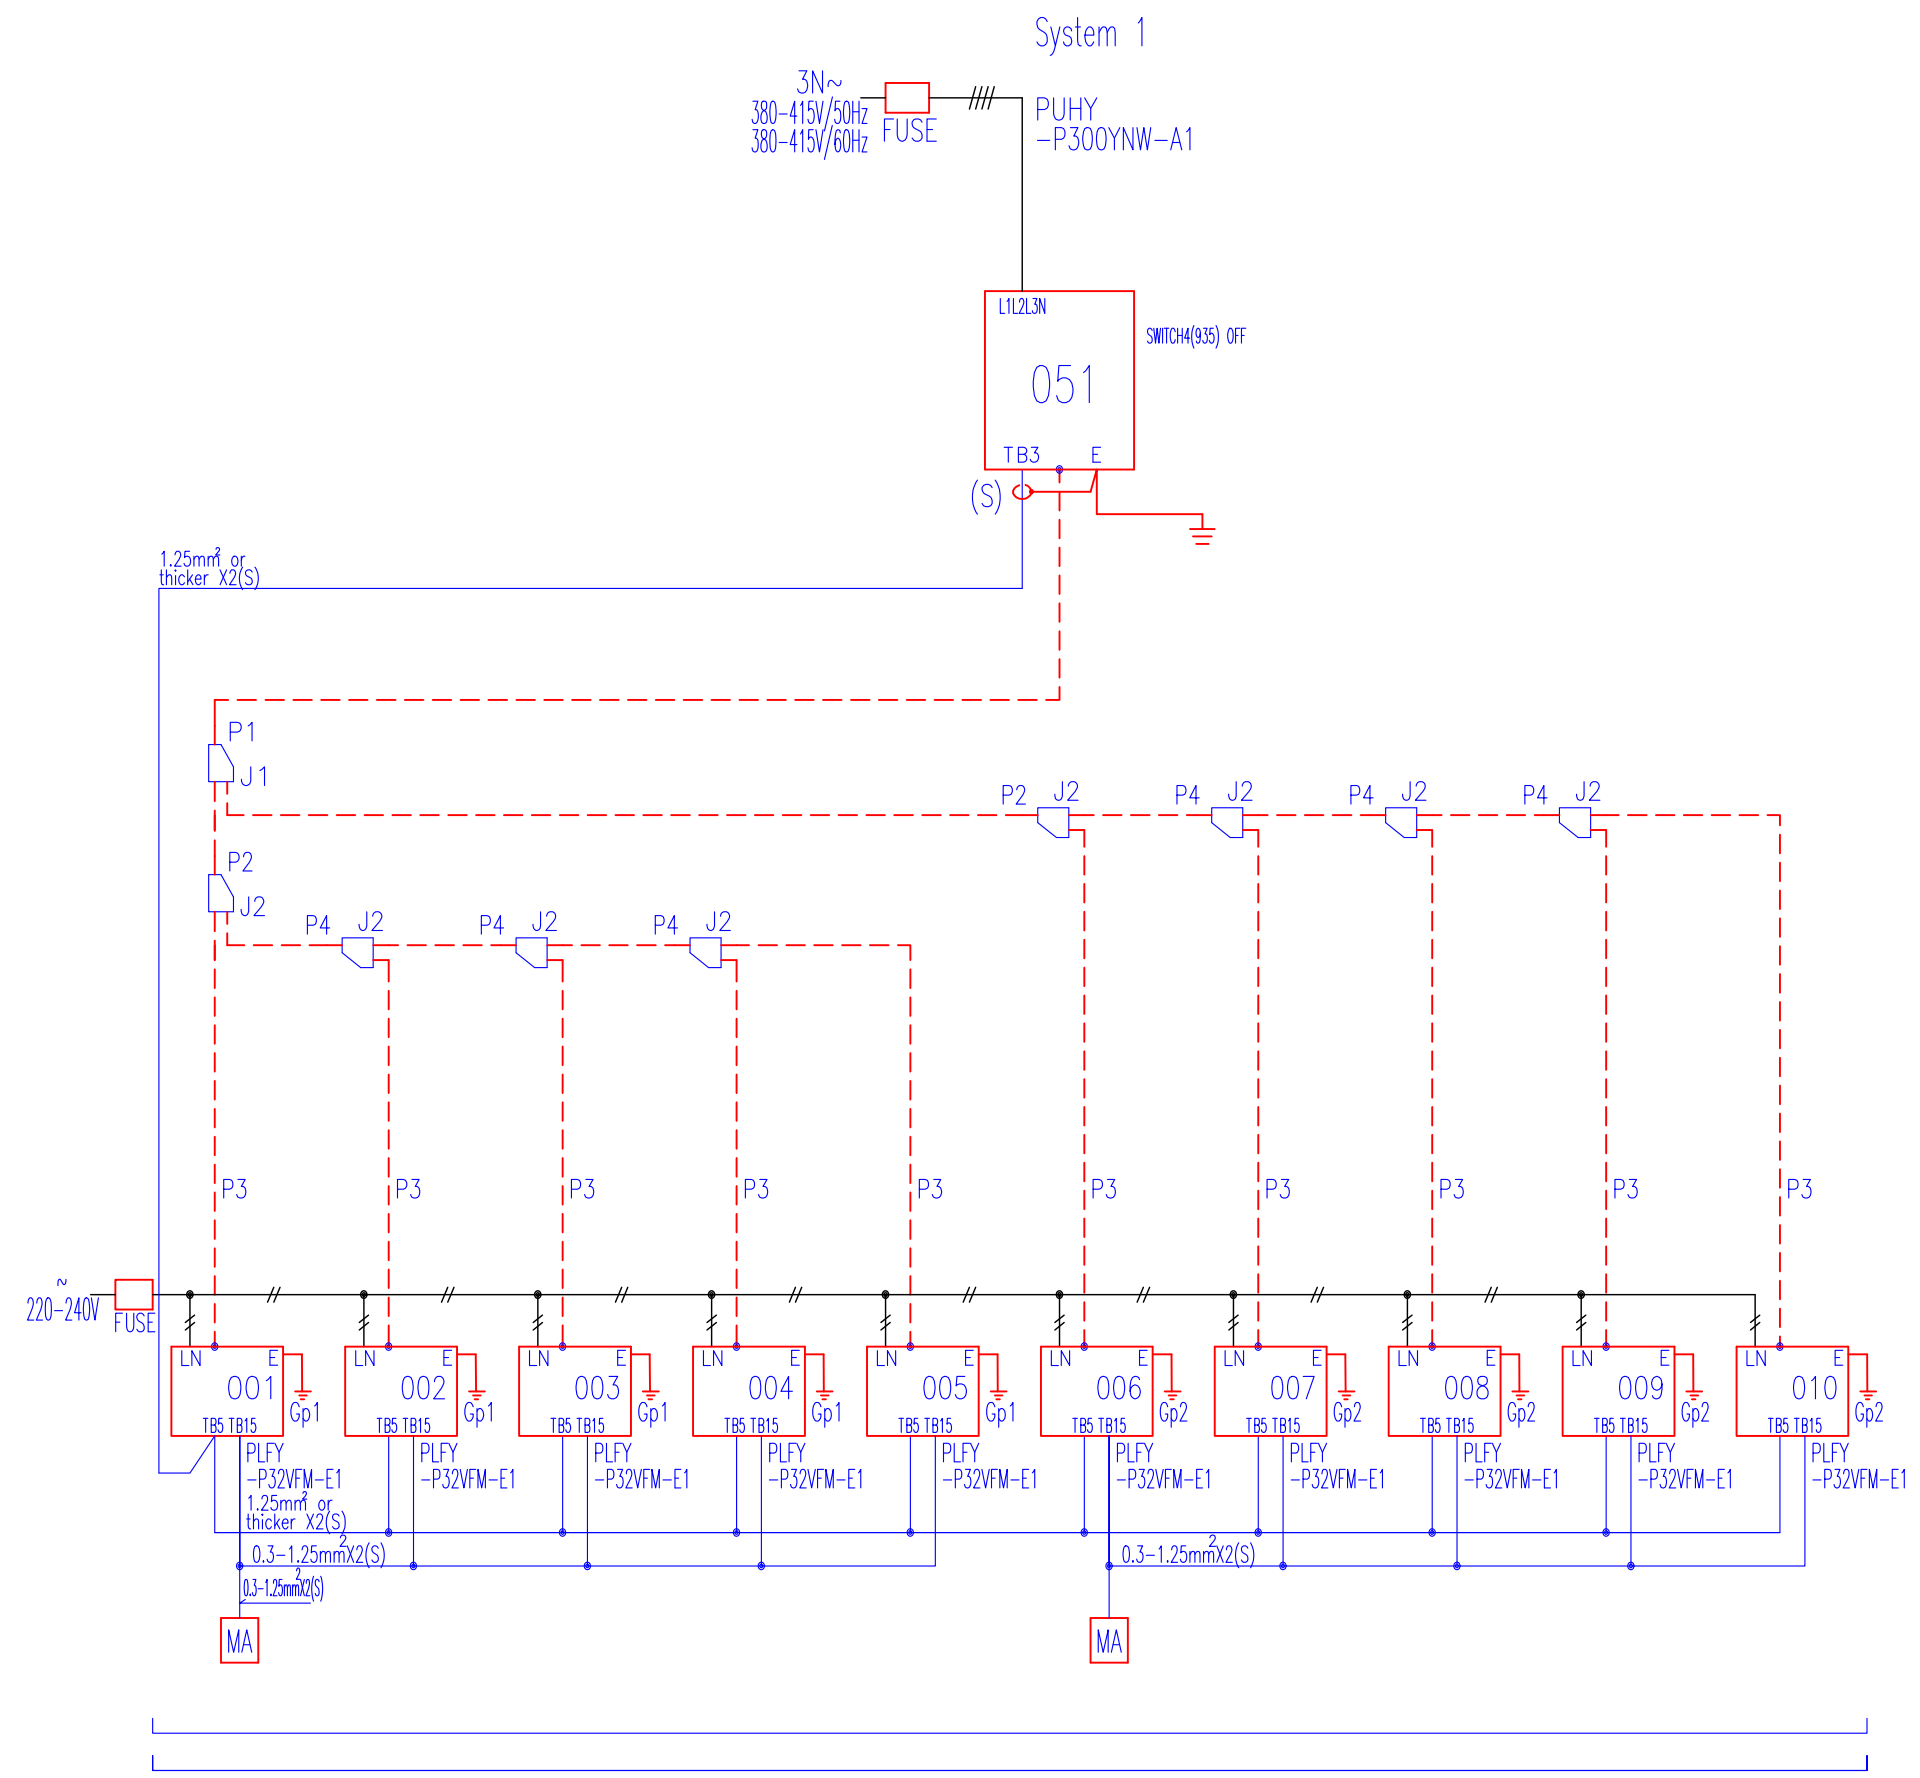 System 1
3N~
380-415V/50Hz
380-415V/60Hz
FUSE
PUHY
-P300YNW-A1
L1L2L3N
SWITCH4(935) OFF
051
TB3 E
(S)
1.25mm² or
thicker X2(S)
P1
J1
P2 J2 P4 J2 P4 J2 P4 J2
P2
J2
P4 J2 P4 J2 P4 J2
P3 P3 P3 P3 P3 P3 P3 P3 P3 P3
~
220-240V
FUSE
LN E LN E LN E LN E LN E LN E LN E LN E LN E LN E
001 002 003 004 005 006 007 008 009 010
Gp1 Gp1 Gp1 Gp1 Gp1 Gp2 Gp2 Gp2 Gp2 Gp2
TB5 TB15 TB5 TB15 TB5 TB15 TB5 TB15 TB5 TB15 TB5 TB15 TB5 TB15 TB5 TB15 TB5 TB15 TB5 TB15
PLFY PLFY PLFY PLFY PLFY PLFY PLFY PLFY PLFY PLFY
-P32VFM-E1 -P32VFM-E1 -P32VFM-E1 -P32VFM-E1 -P32VFM-E1 -P32VFM-E1 -P32VFM-E1 -P32VFM-E1 -P32VFM-E1 -P32VFM-E1
1.25mm² or
thicker X2(S)
0.3-1.25mm²X2(S) 0.3-1.25mm²X2(S)
0.3-1.25mm²X2(S)
MA MA